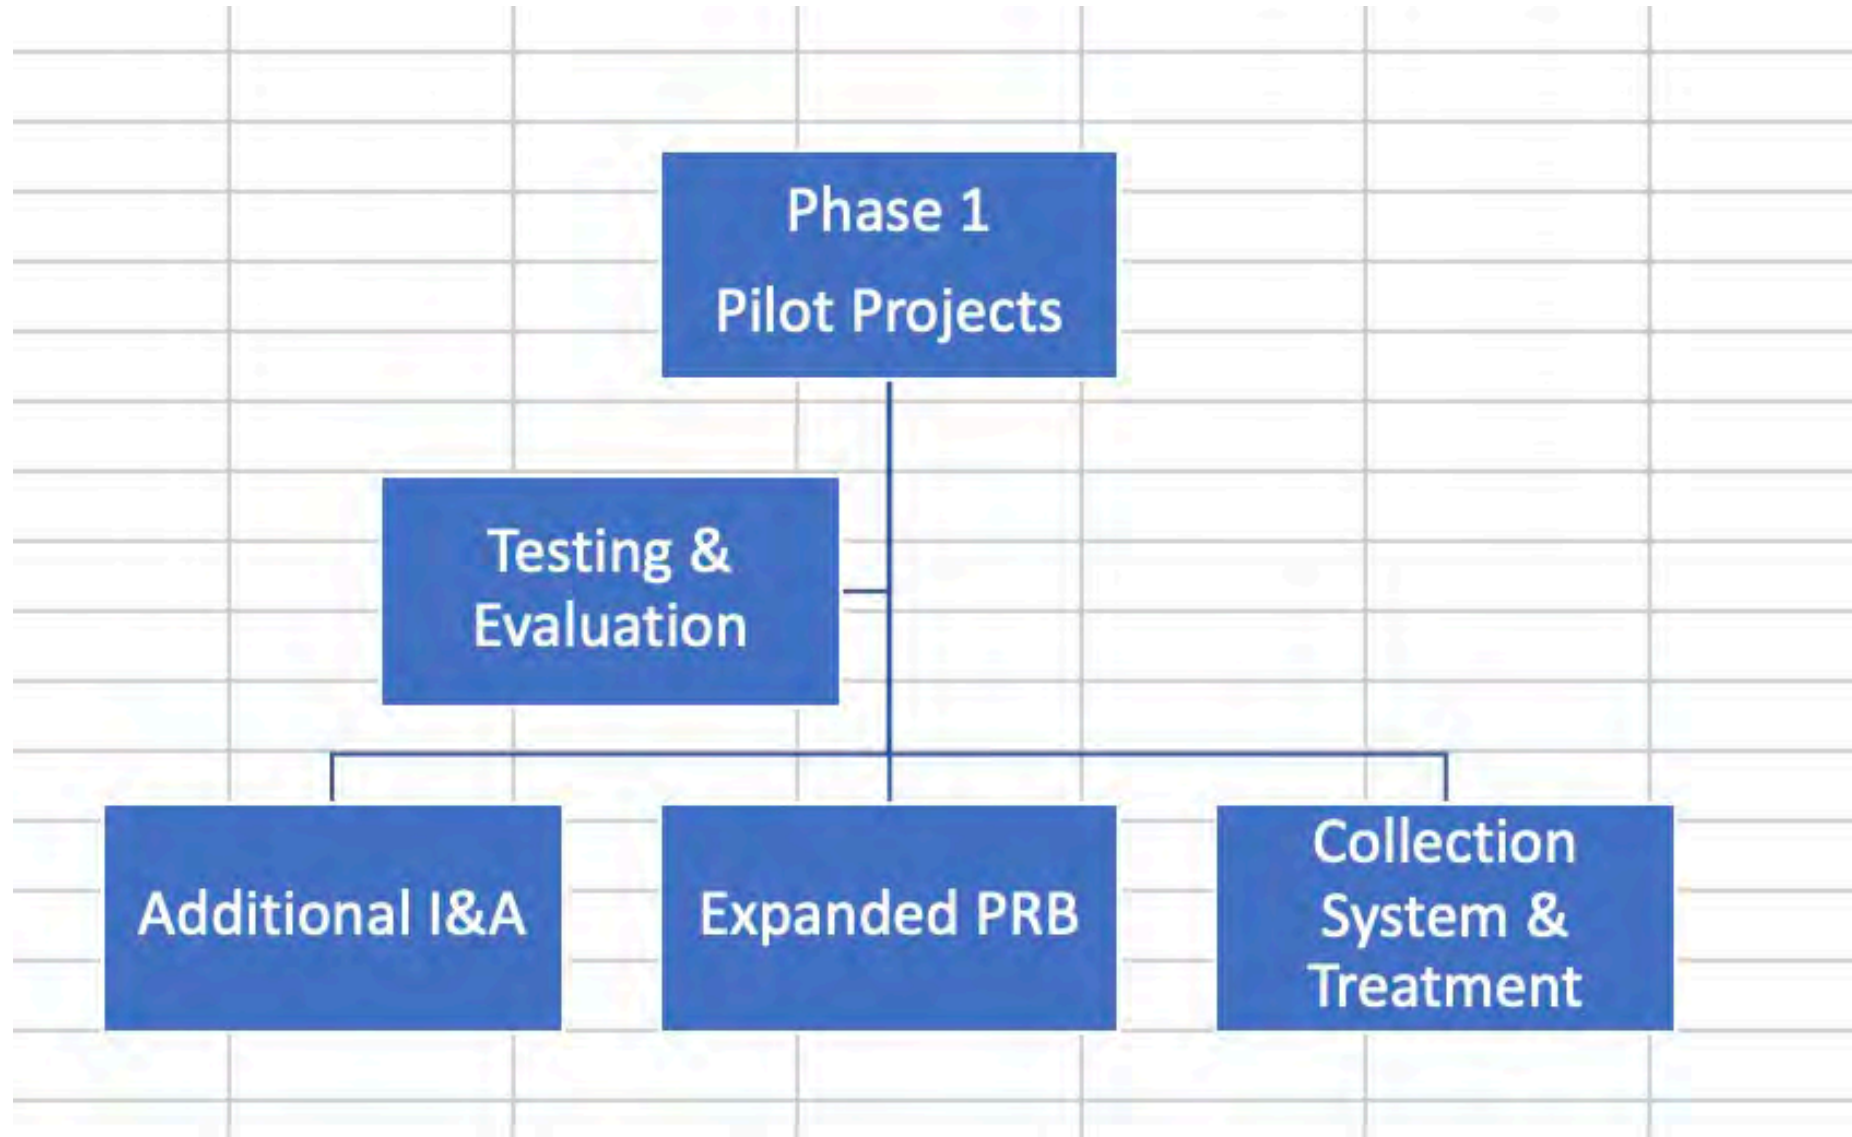 Phase 1
Pilot Projects
Testing &
Evaluation
Additional I&A
Expanded PRB
Collection
System &
Treatment